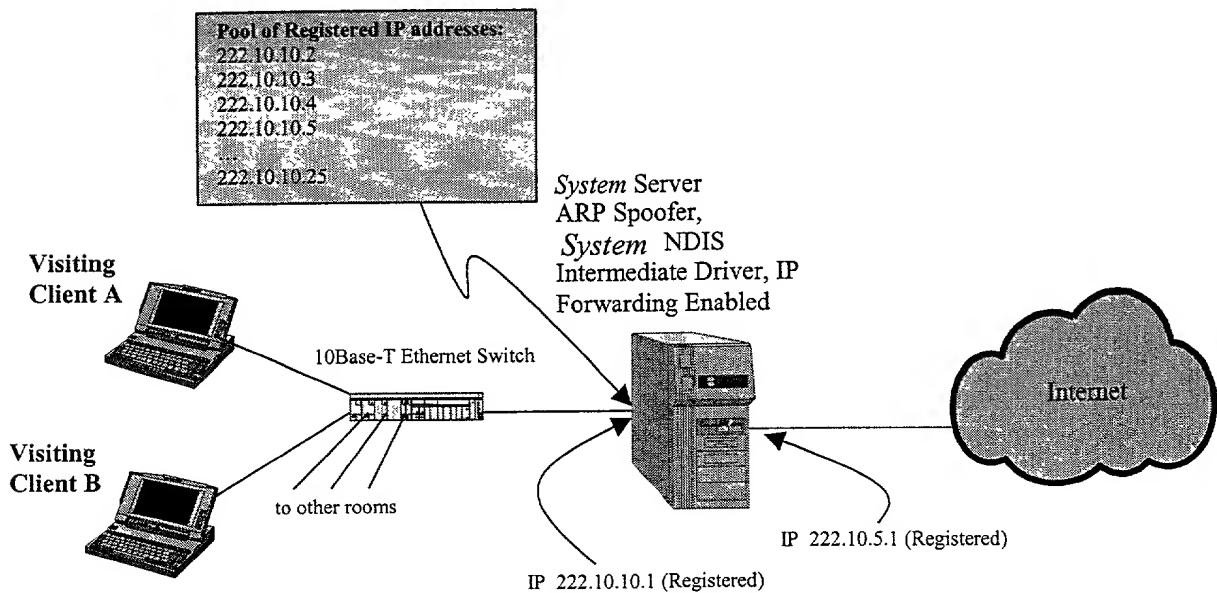 Pool of Registered IP addresses:
222.10.10.2
222.10.10.3
222.10.10.4
222.10.10.5
...
222.10.10.25
System Server
ARP Spoofer,
System NDIS
Intermediate Driver, IP
Forwarding Enabled
Visiting
Client A
10Base-T Ethernet Switch
Internet
Visiting
Client B
to other rooms
IP 222.10.5.1 (Registered)
IP 222.10.10.1 (Registered)